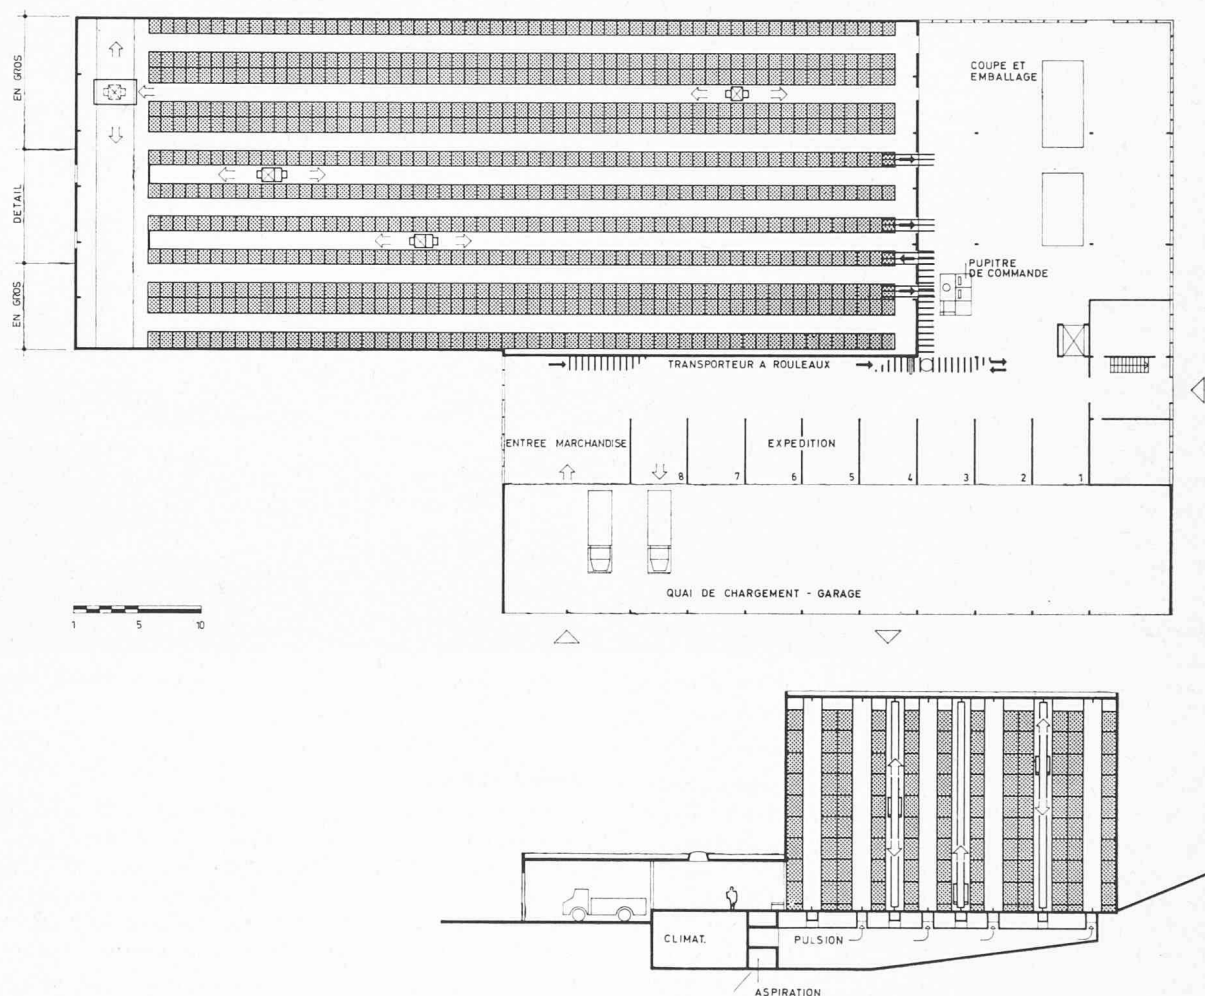 EN GROS
DETAIL
EN GROS
COUPE ET
EMBALLAGE
PUPITRE
DE COMMANDE
TRANSPORTEUR A ROULEAUX
ENTREE MARCHANDISE
EXPEDITION
8 7 6 5 4 3 2 1
QUAI DE CHARGEMENT - GARAGE
1 5 10
CLIMAT.
PULSION
ASPIRATION